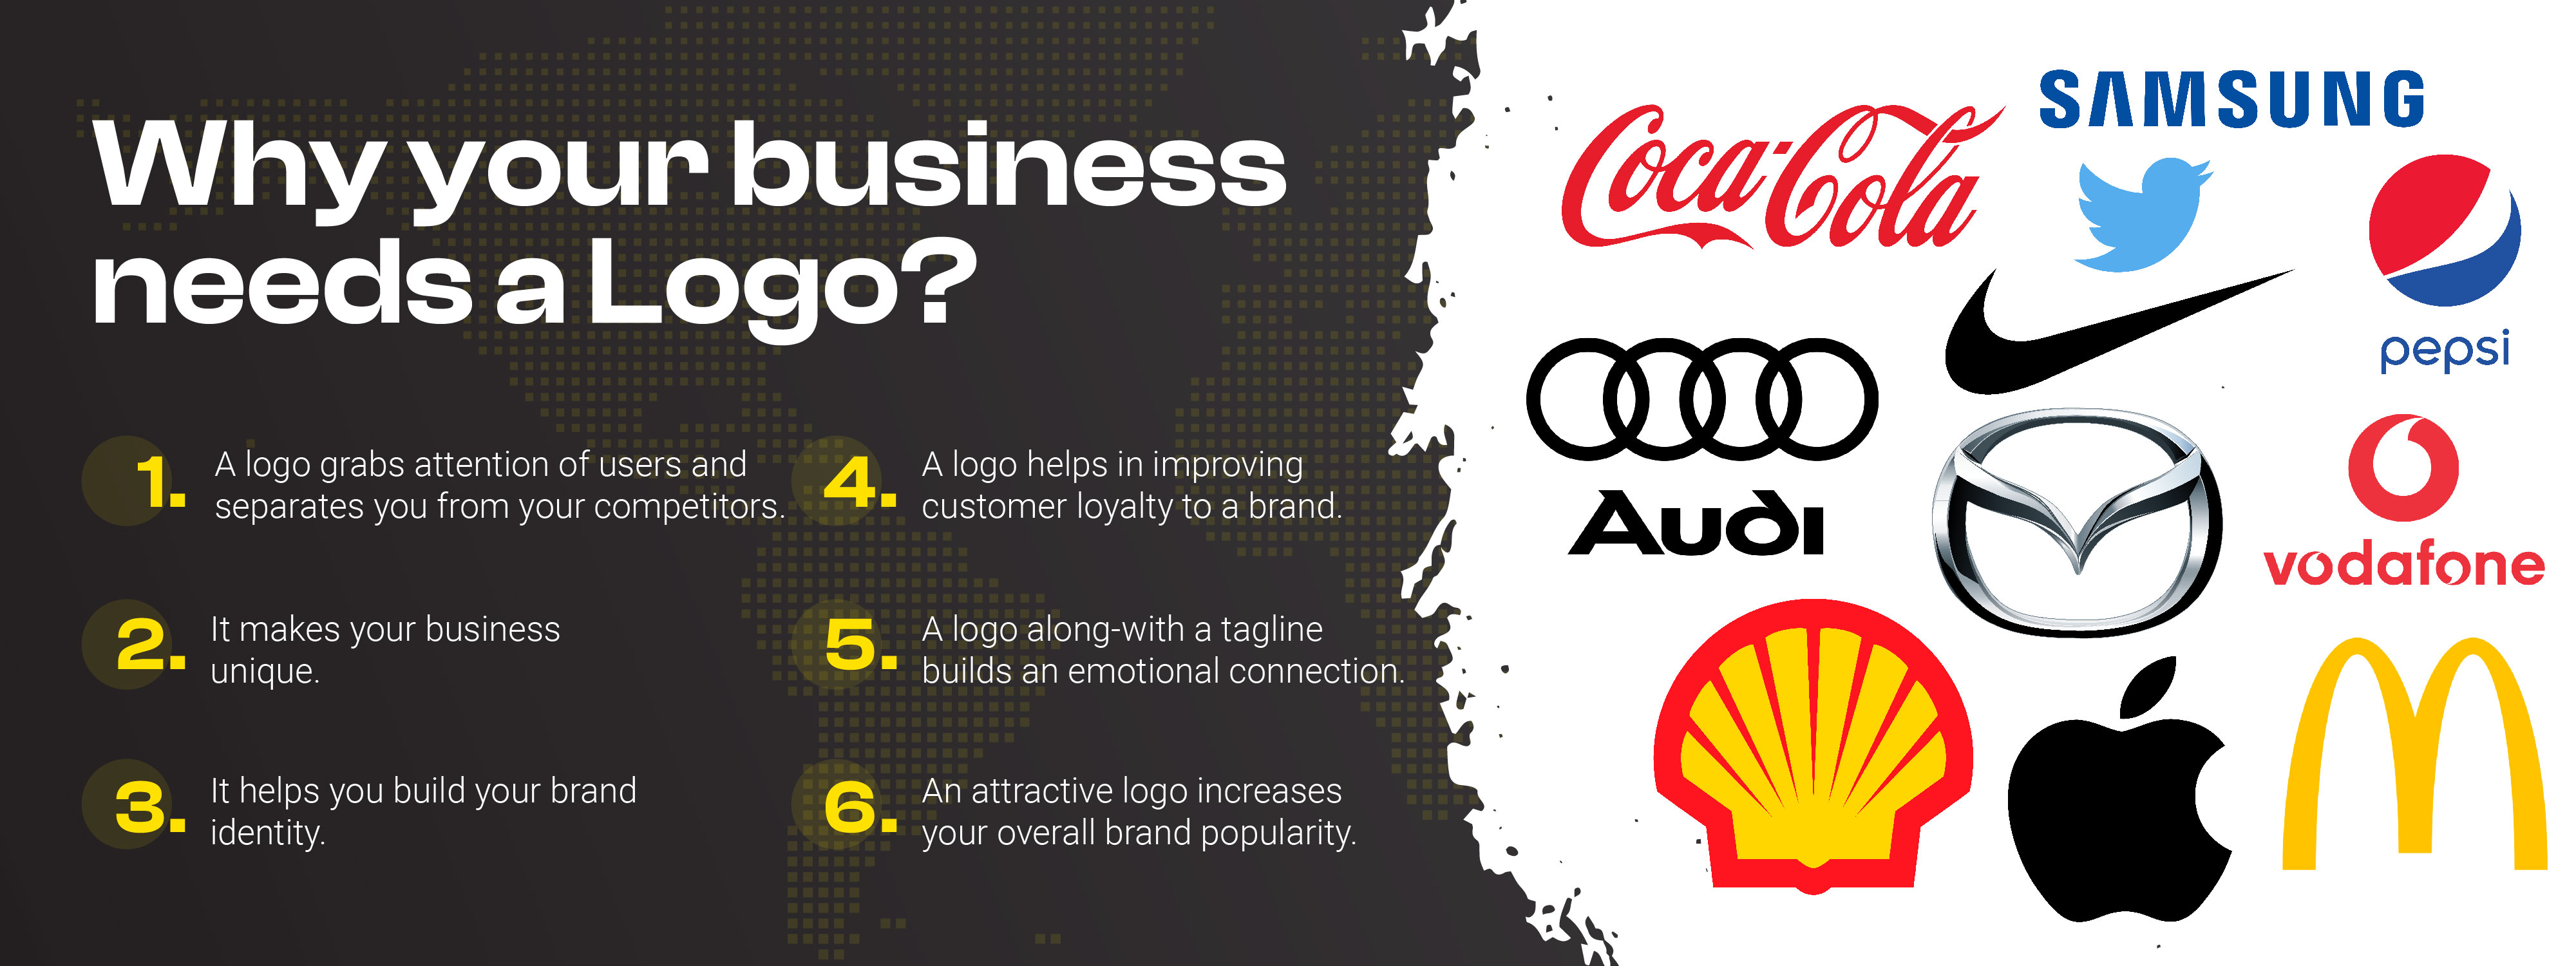 Why your business
needs a Logo?
1.
A logo grabs attention of users and
separates you from your competitors.
2.
It makes your business
unique.
3.
It helps you build your brand
identity.
4.
A logo helps in improving
customer loyalty to a brand.
5.
A logo along-with a tagline
builds an emotional connection.
6.
An attractive logo increases
your overall brand popularity.
SAMSUNG
Coca-Cola
pepsi
Audi
vodafone